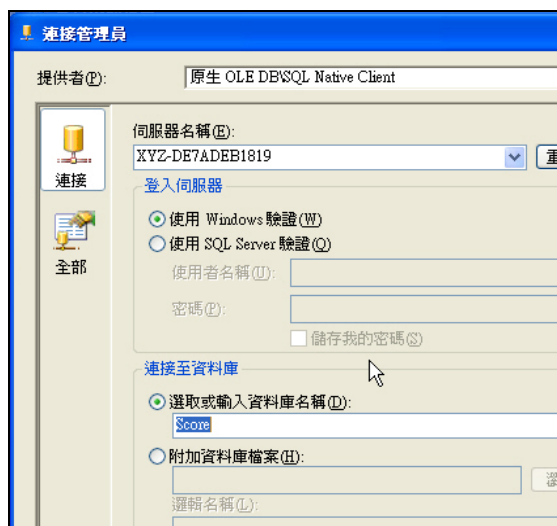 連接管理員
提供者(P):
原生 OLE DB\SQL Native Client
連接
全部
伺服器名稱(E):
XYZ-DE7ADEB1819
登入伺服器
使用 Windows 驗證(W)
使用 SQL Server 驗證(Q)
使用者名稱(U):
密碼(P):
儲存我的密碼(S)
連接至資料庫
選取或輸入資料庫名稱(D):
Score
附加資料庫檔案(H):
邏輯名稱(L):